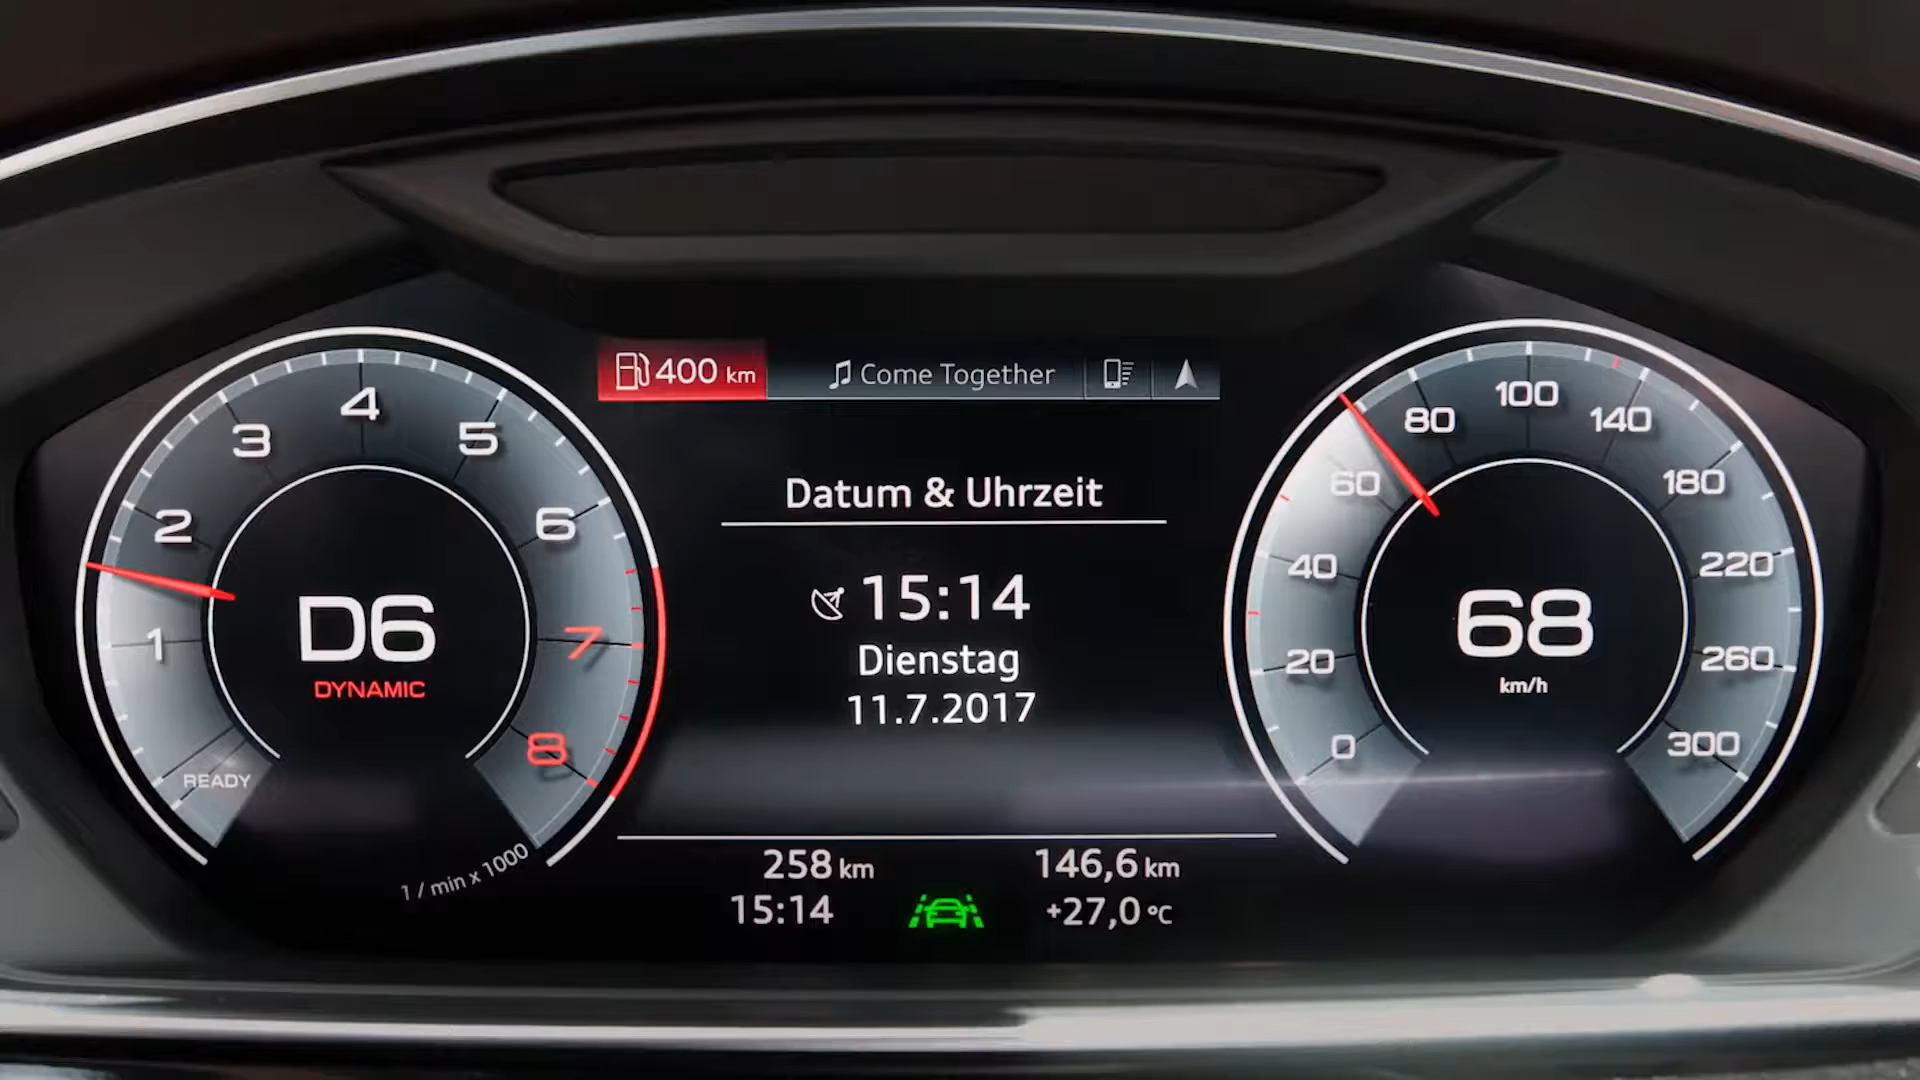 400 km
Come Together
Datum & Uhrzeit
15:14
Dienstag
11.7.2017
READY
1
2
3
4
5
6
7
8
D6
DYNAMIC
1 / min x 1000
0
20
40
60
80
100
140
180
220
260
300
68
km/h
258 km
146,6 km
15:14
+27,0 °C